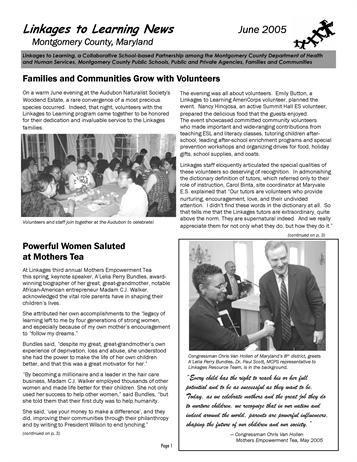 Linkages to Learning News
June 2005
Montgomery County, Maryland
Linkages to Learning, a Collaborative School-based Partnership among the Montgomery County Department of Health
and Human Services, Montgomery County Public Schools, Public and Private Agencies, Families and Communities
Families and Communities Grow with Volunteers
On a warm June evening at the Audubon Naturalist Society's
Woodend Estate, a rare convergence of a most precious
species occurred. Indeed, that night, volunteers with the
Linkages to Learning program came together to be honored
for their dedication and invaluable service to the Linkages
families.
Volunteers and staff join together at the Audubon to celebrate!
Powerful Women Saluted
at Mothers Tea
At Linkages third annual Mothers Empowerment Tea
this spring, keynote speaker, A'Lelia Perry Bundles, award-
winning biographer of her great, great-grandmother, notable
African-American entrepreneur Madam C.J. Walker,
acknowledged the vital role parents have in shaping their
children's lives.
She attributed her own accomplishments to the "legacy of
learning left to me by four generations of strong women,
and especially because of my own mother's encouragement
to "follow my dreams."
Bundles said, "despite my great, great-grandmother's own
experience of deprivation, loss and abuse, she understood
she had the power to make the life of her own children
better, and that this was a great motivator for her."
"By becoming a millionaire and a leader in the hair care
business, Madam C.J. Walker employed thousands of other
women and made life better for their children. She not only
used her success to help other women," said Bundles, "but
she told them that their first duty was to help humanity.
She said, 'use your money to make a difference', and they
did, improving their communities through their philanthropy
and by writing to President Wilson to end lynching."
(continued on p. 2).
The evening was all about volunteers. Emily Button, a
Linkages to Learning AmeriCorps volunteer, planned the
event. Nancy Hinojosa, an active Summit Hall ES volunteer,
prepared the delicious food that the guests enjoyed.
The event showcased committed community volunteers
who made important and wide-ranging contributions from
teaching ESL and literacy classes, tutoring children after-
school, leading after-school enrichment programs and special
prevention workshops and organizing drives for food, holiday
gifts, school supplies, and coats.
Linkages staff eloquently articulated the special qualities of
these volunteers so deserving of recognition. In admonishing
the dictionary definition of tutors, which referred only to their
role of instruction, Carol Binta, site coordinator at Maryvale
E.S. explained that "Our tutors are volunteers who provide
nurturing, encouragement, love, and their undivided
attention. I didn't find these words in the dictionary at all. So
that tells me that the Linkages tutors are extraordinary, quite
above the norm. They are supernatural indeed. And we really
appreciate them for not only what they do, but how they do it."
(continued on p. 3)
Congressman Chris Van Hollen of Maryland's 8th district, greets
A'Lelia Perry Bundles, Dr. Paul Scott, MCPS representative to
Linkages Resource Team, is in the background.
"Every child has the right to reach his or her full
potential and to be as successful as they want to be.
Today, as we celebrate mothers and the great job they do
to nurture children, we recognize that in our nation and
indeed around the world, parents are powerful influencers,
shaping the future of our children and our society."
— Congressman Chris Van Hollen
Mothers Empowerment Tea, May 2005
Page 1